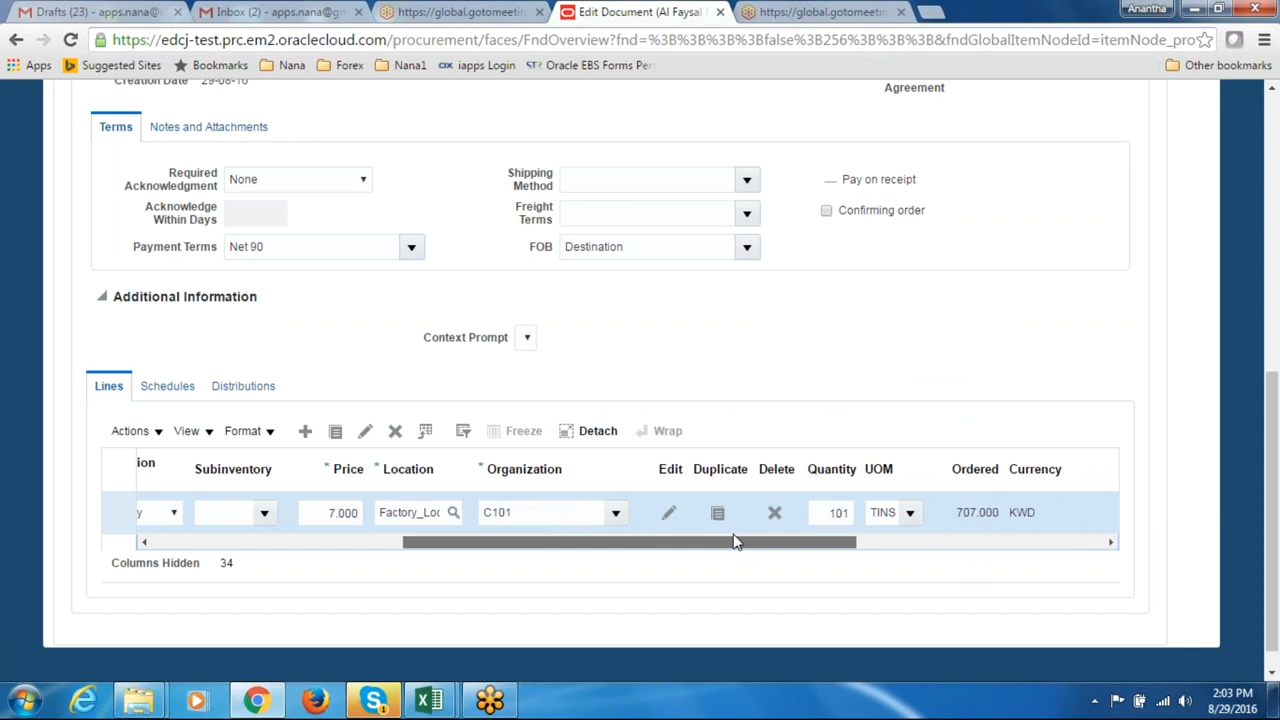 Drafts (23) - apps.nana@
Inbox (2) - apps.nana@gm
https://global.gotomeetin
Edit Document (Al Faysal
https://global.gotomeetin
Anantha
https://edcj-test.prc.em2.oraclecloud.com/procurement/faces/FndOverview?fnd=%3B%3B%3B%3Bfalse%3B256%3B%3B%3B&fndGlobalItemNodeId=itemNode_pro
Apps Suggested Sites Bookmarks Nana Forex Nana1 iapps Login Oracle EBS Forms Per Other bookmarks
Creation Date 29-08-16
Agreement
Terms Notes and Attachments
Required Acknowledgment None
Shipping Method
Pay on receipt
Acknowledge Within Days
Freight Terms
Confirming order
Payment Terms Net 90
FOB Destination
Additional Information
Context Prompt
Lines Schedules Distributions
Actions View Format Freeze Detach Wrap
ion Subinventory * Price * Location * Organization Edit Duplicate Delete Quantity UOM Ordered Currency
y 7.000 Factory_Loc C101 101 TINS 707.000 KWD
Columns Hidden 34
2:03 PM
8/29/2016